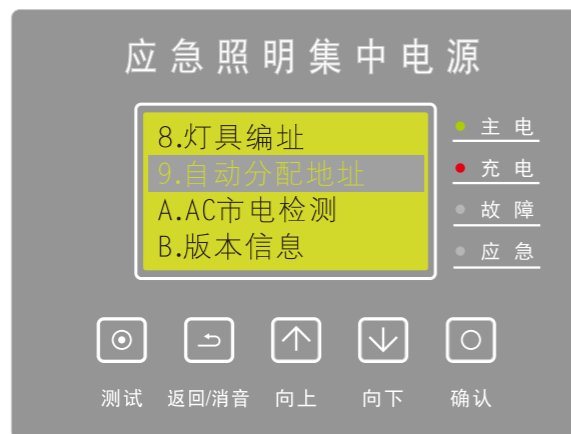 应急照明集中电源
8.灯具编址
9.自动分配地址
A.AC市电检测
B.版本信息
主电
充电
故障
应急
测试 返回/消音 向上 向下 确认